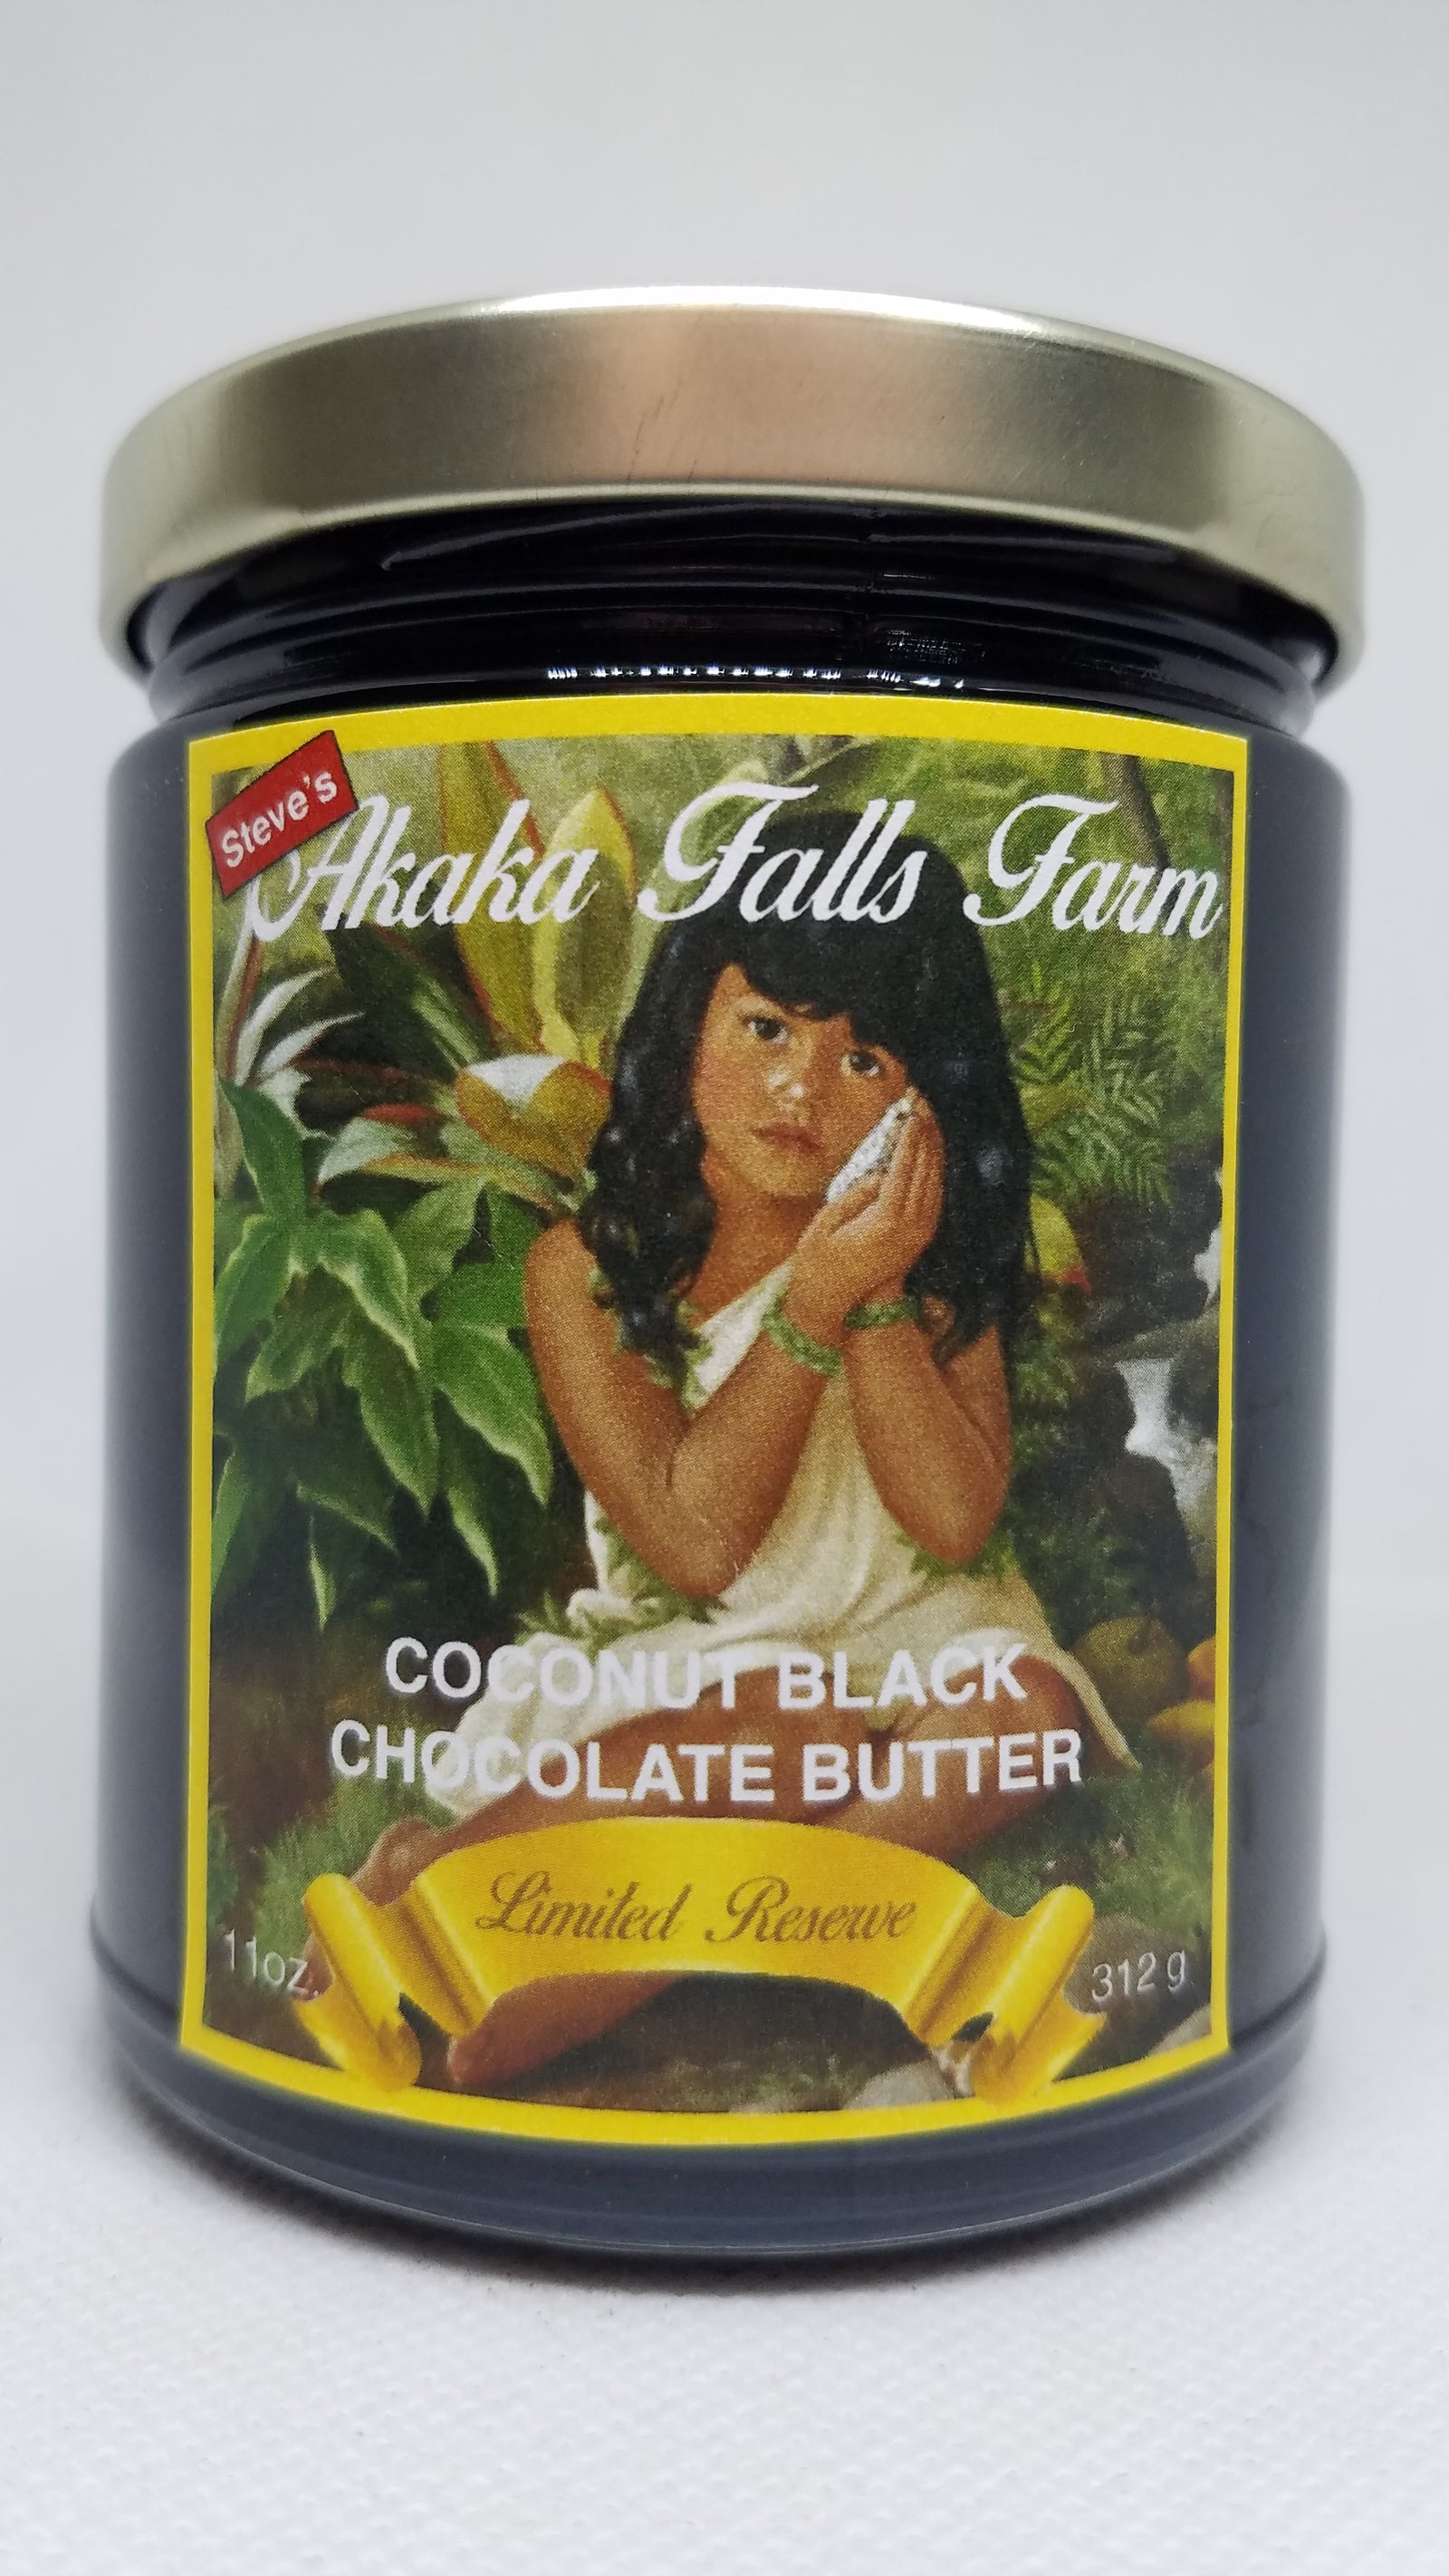 Steve's
Akaka Falls Farm
COCONUT BLACK
CHOCOLATE BUTTER
Limited Reserve
11oz.
312 g